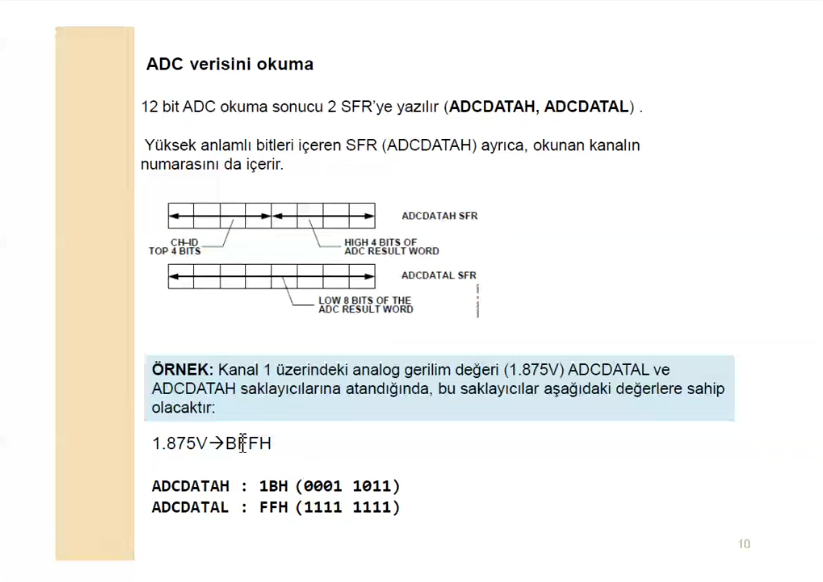 ADC verisini okuma
12 bit ADC okuma sonucu 2 SFR'ye yazılır (ADCDATAH, ADCDATAL) .
Yüksek anlamlı bitleri içeren SFR (ADCDATAH) ayrıca, okunan kanalın
numarasını da içerir.
ADCDATAH SFR
CH–ID
TOP 4 BITS
HIGH 4 BITS OF
ADC RESULT WORD
ADCDATAL SFR
LOW 8 BITS OF THE
ADC RESULT WORD
ÖRNEK: Kanal 1 üzerindeki analog gerilim değeri (1.875V) ADCDATAL ve
ADCDATAH saklayıcılarına atandığında, bu saklayıcılar aşağıdaki değerlere sahip
olacaktır:
1.875V→BFFH
ADCDATAH : 1BH (0001 1011)
ADCDATAL : FFH (1111 1111)
10